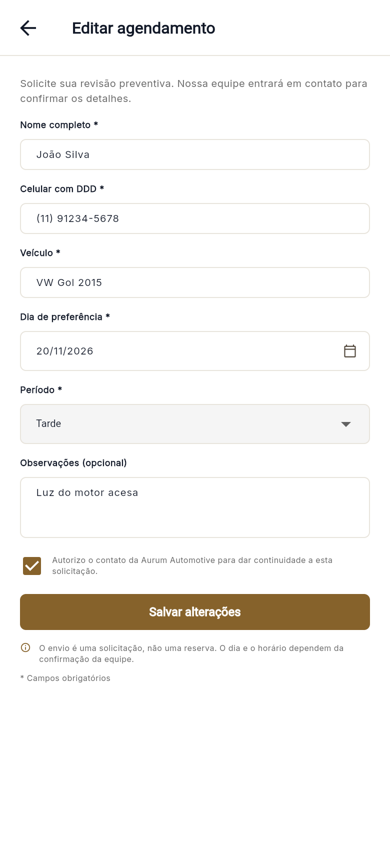 Editar agendamento
Solicite sua revisão preventiva. Nossa equipe entrará em contato para
confirmar os detalhes.
Nome completo *
João Silva
Celular com DDD *
(11) 91234-5678
Veículo *
VW Gol 2015
Dia de preferência *
20/11/2026
Período *
Tarde
Observações (opcional)
Luz do motor acesa
Autorizo o contato da Aurum Automotive para dar continuidade a esta
solicitação.
Salvar alterações
O envio é uma solicitação, não uma reserva. O dia e o horário dependem da
confirmação da equipe.
* Campos obrigatórios